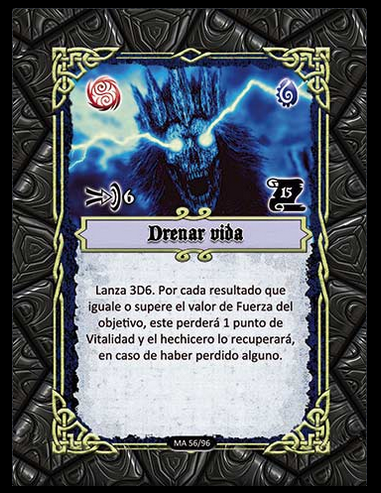 6
15
Drenar vida
Lanza 3D6. Por cada resultado que
iguale o supere el valor de Fuerza del
objetivo, este perderá 1 punto de
Vitalidad y el hechicero lo recuperará,
en caso de haber perdido alguno.
MA 56/96